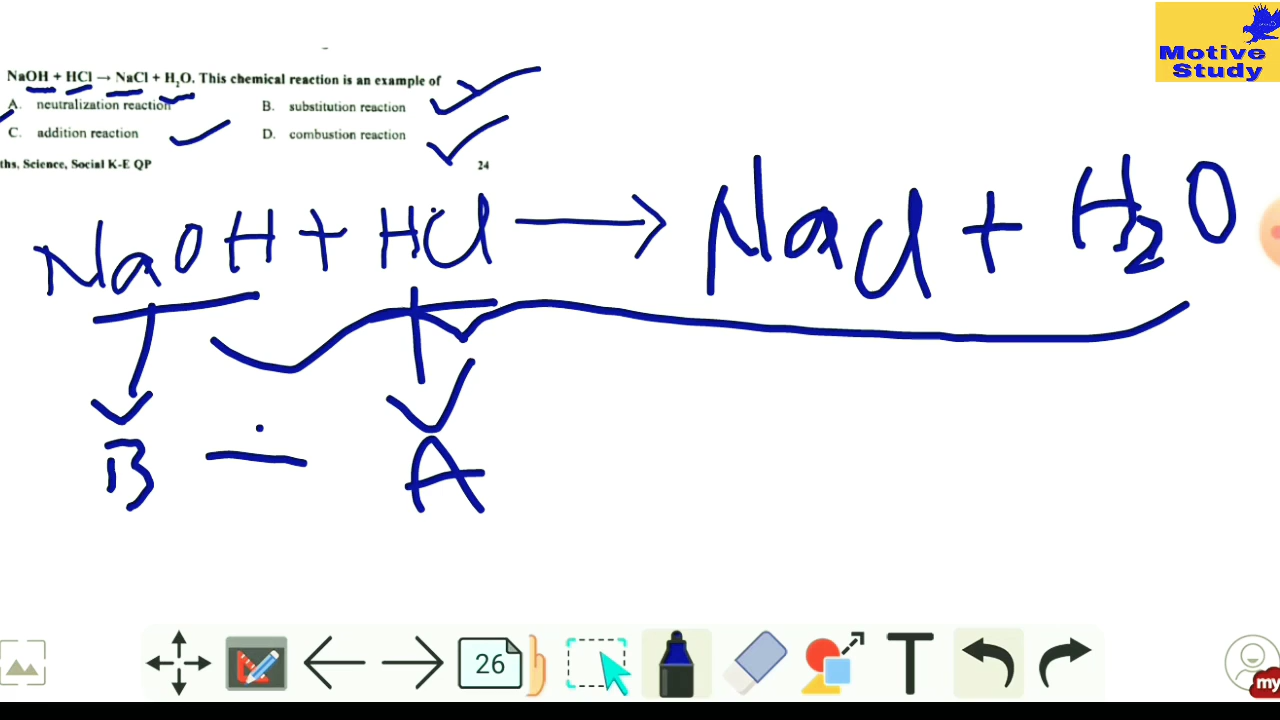 Motive
Study
NaOH + HCl → NaCl + H₂O. This chemical reaction is an example of
A. neutralization reaction B. substitution reaction
C. addition reaction D. combustion reaction
ths, Science, Social K-E QP 24
NaOH + HCl → NaCl + H2O
B A
26
T
my